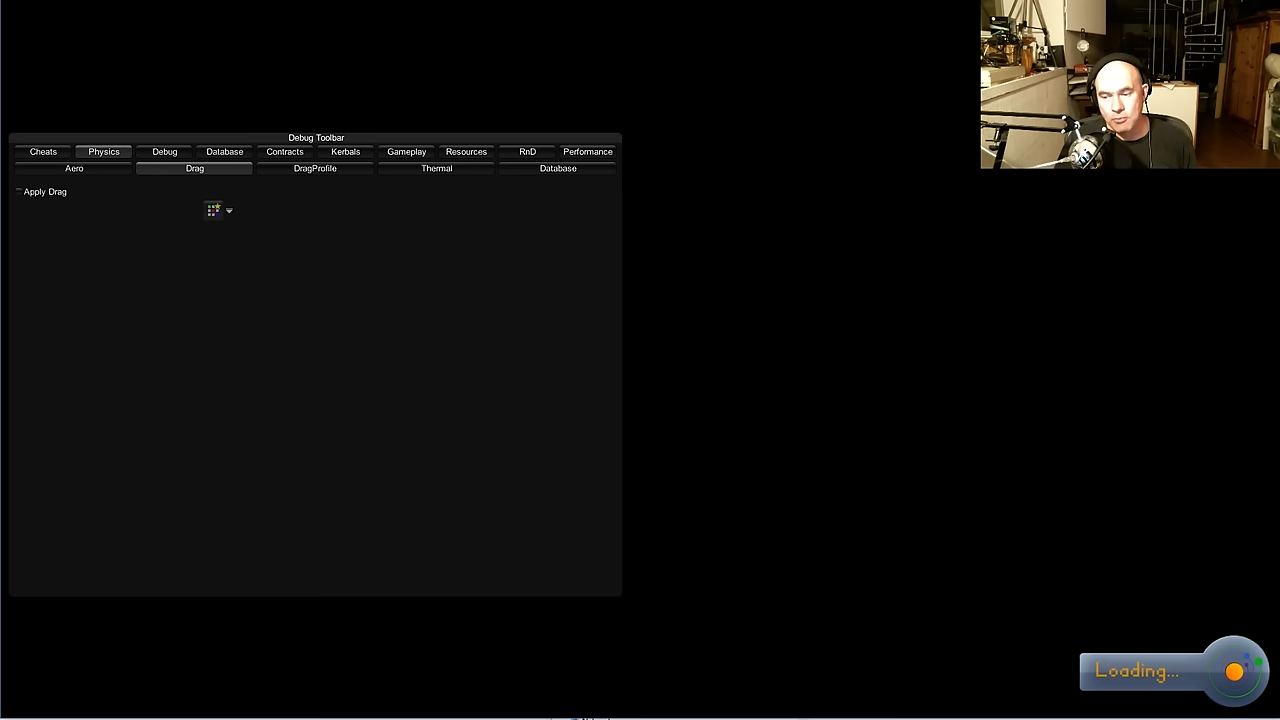 Debug Toolbar
Cheats Physics Debug Database Contracts Kerbals Gameplay Resources RnD Performance
Aero Drag DragProfile Thermal Database
Apply Drag
Loading...